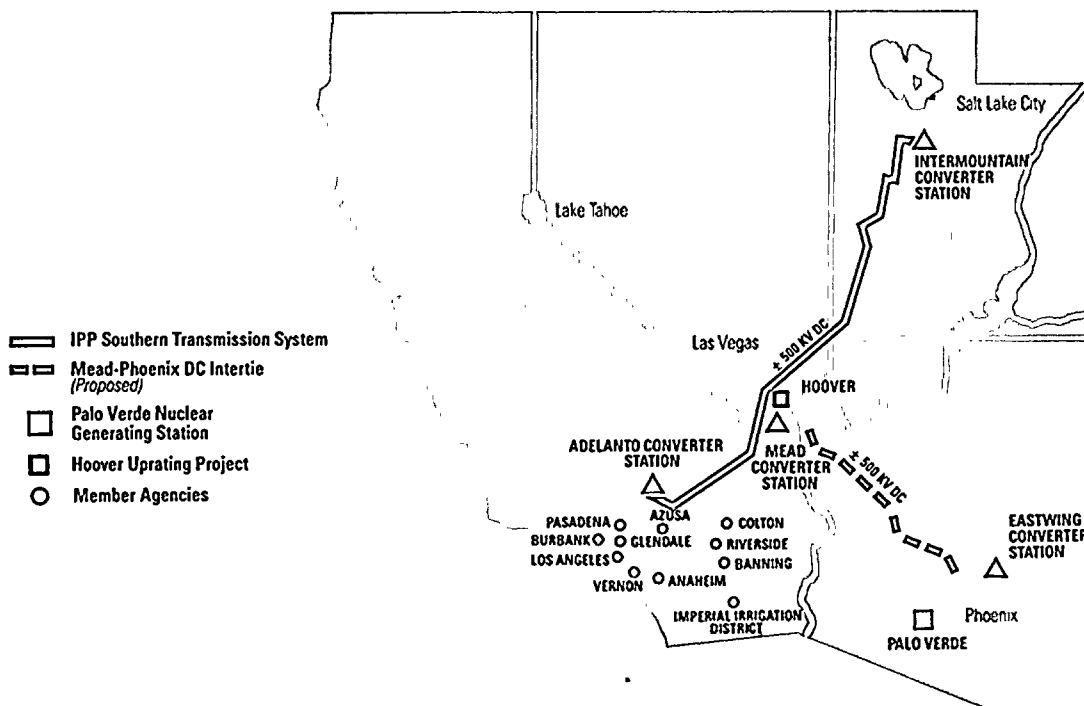 Salt Lake City
INTERMOUNTAIN
CONVERTER
STATION
Lake Tahoe
IPP Southern Transmission System
Mead-Phoenix DC Intertie
(Proposed)
Palo Verde Nuclear
Generating Station
Hoover Uprating Project
Member Agencies
Las Vegas
± 500 KV DC
HOOVER
MEAD
CONVERTER
STATION
ADELANTO CONVERTER
STATION
± 500 KV DC
EASTWING
CONVERTER
STATION
PASADENA
AZUSA
COLTON
BURBANK
GLENDALE
RIVERSIDE
LOS ANGELES
BANNING
VERNON
ANAHEIM
IMPERIAL IRRIGATION
DISTRICT
Phoenix
PALO VERDE